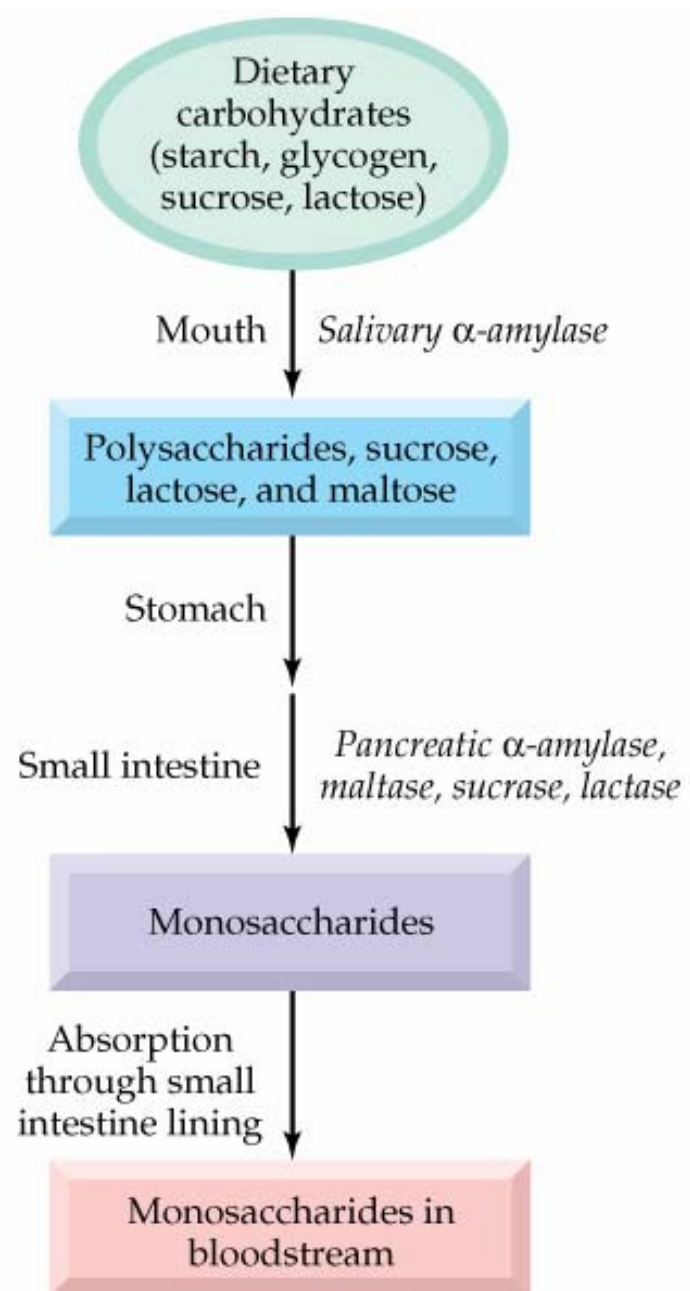 Dietary
carbohydrates
(starch, glycogen,
sucrose, lactose)
Mouth
Salivary α-amylase
Polysaccharides, sucrose,
lactose, and maltose
Stomach
Small intestine
Pancreatic α-amylase,
maltase, sucrase, lactase
Monosaccharides
Absorption
through small
intestine lining
Monosaccharides in
bloodstream